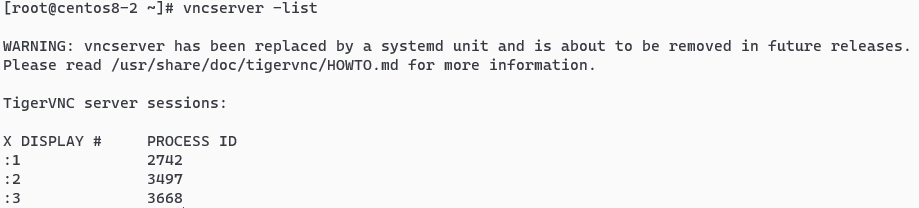 [root@centos8-2 ~]# vncserver -list
WARNING: vncserver has been replaced by a systemd unit and is about to be removed in future releases.
Please read /usr/share/doc/tigervnc/HOWTO.md for more information.
TigerVNC server sessions:
X DISPLAY #     PROCESS ID
:1              2742
:2              3497
:3              3668